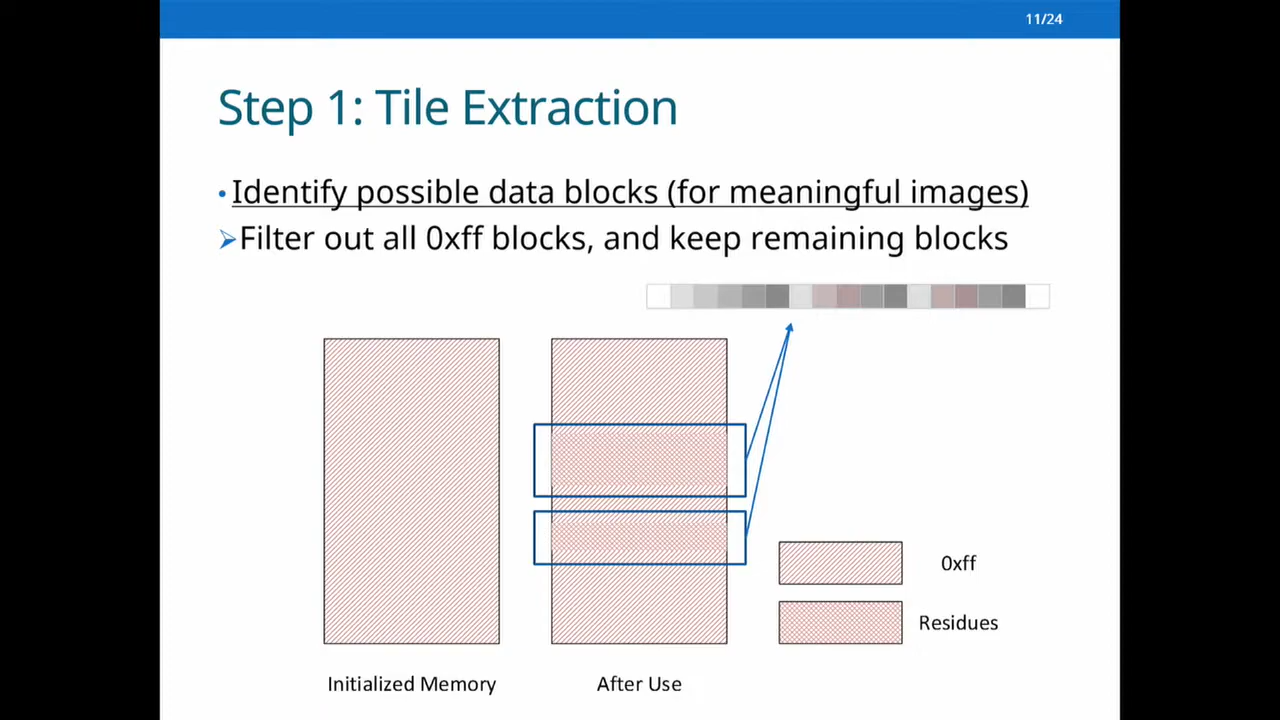 11/24
Step 1: Tile Extraction
• Identify possible data blocks (for meaningful images)
➢Filter out all 0xff blocks, and keep remaining blocks
0xff
Residues
Initialized Memory
After Use